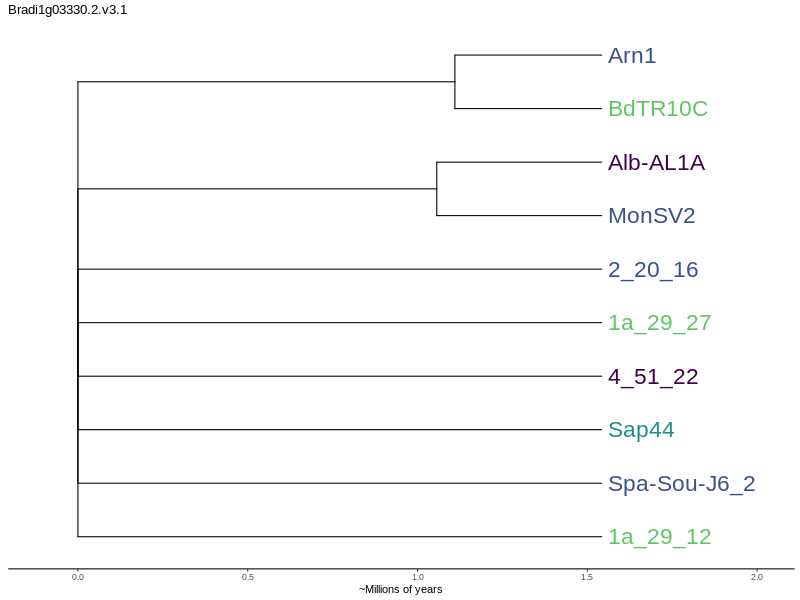 Bradi1g03330.2.v3.1
Arn1
BdTR10C
Alb-AL1A
MonSV2
2_20_16
1a_29_27
4_51_22
Sap44
Spa-Sou-J6_2
1a_29_12
0.0 0.5 1.0 1.5 2.0
~Millions of years